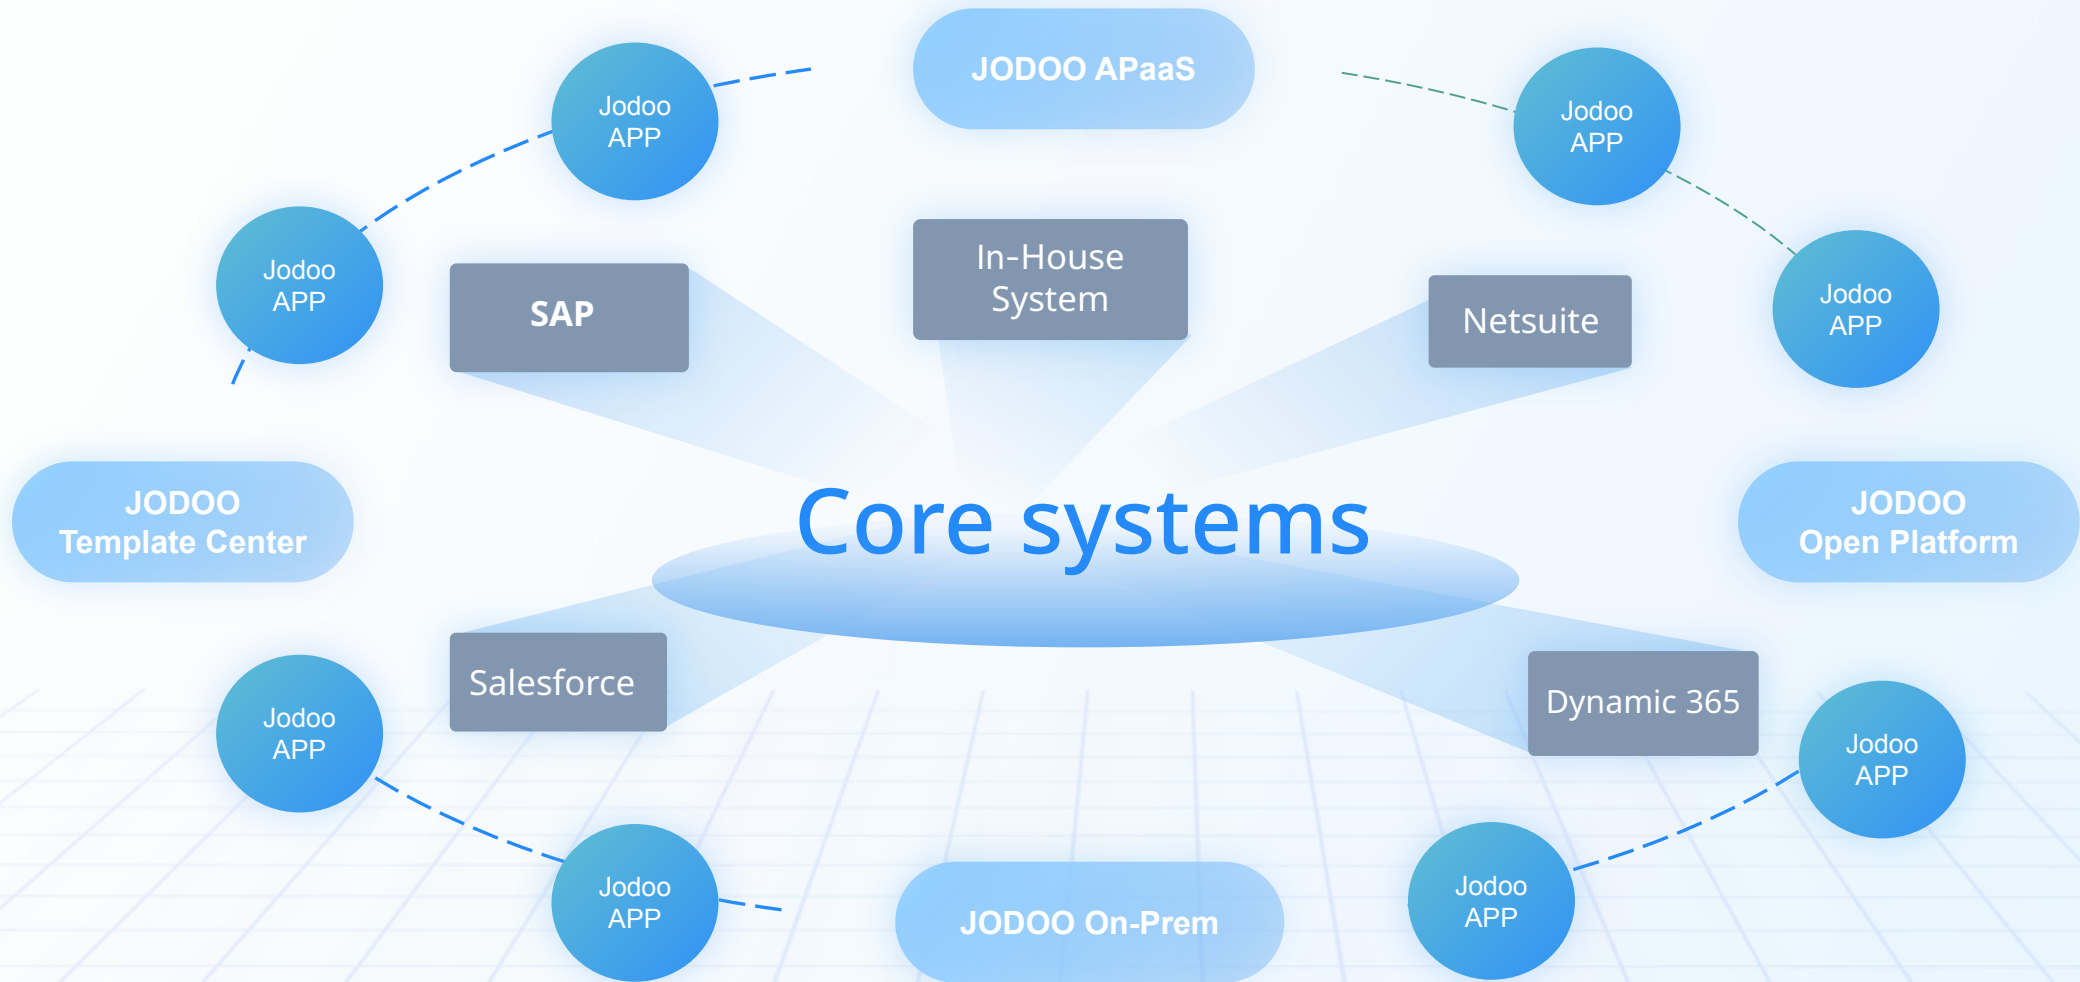 JODOO APaaS
Jodoo
APP
Jodoo
APP
Jodoo
APP
Jodoo
APP
In-House
System
SAP
Netsuite
Core systems
JODOO
Template Center
JODOO
Open Platform
Salesforce
Dynamic 365
Jodoo
APP
Jodoo
APP
Jodoo
APP
Jodoo
APP
JODOO On-Prem